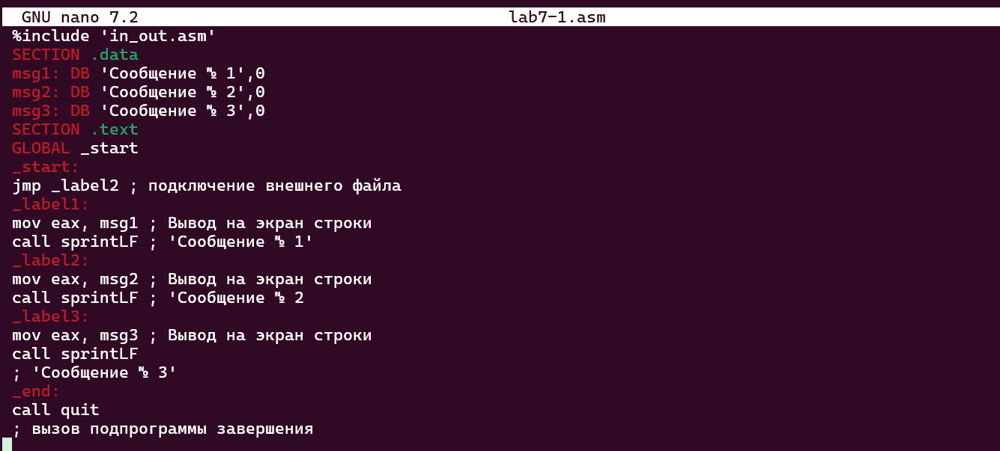 GNU nano 7.2 lab7-1.asm
%include 'in_out.asm'
SECTION .data
msg1: DB 'Сообщение № 1',0
msg2: DB 'Сообщение № 2',0
msg3: DB 'Сообщение № 3',0
SECTION .text
GLOBAL _start
_start:
jmp _label2 ; подключение внешнего файла
_label1:
mov eax, msg1 ; Вывод на экран строки
call sprintLF ; 'Сообщение № 1'
_label2:
mov eax, msg2 ; Вывод на экран строки
call sprintLF ; 'Сообщение № 2
_label3:
mov eax, msg3 ; Вывод на экран строки
call sprintLF
; 'Сообщение № 3'
_end:
call quit
; вызов подпрограммы завершения